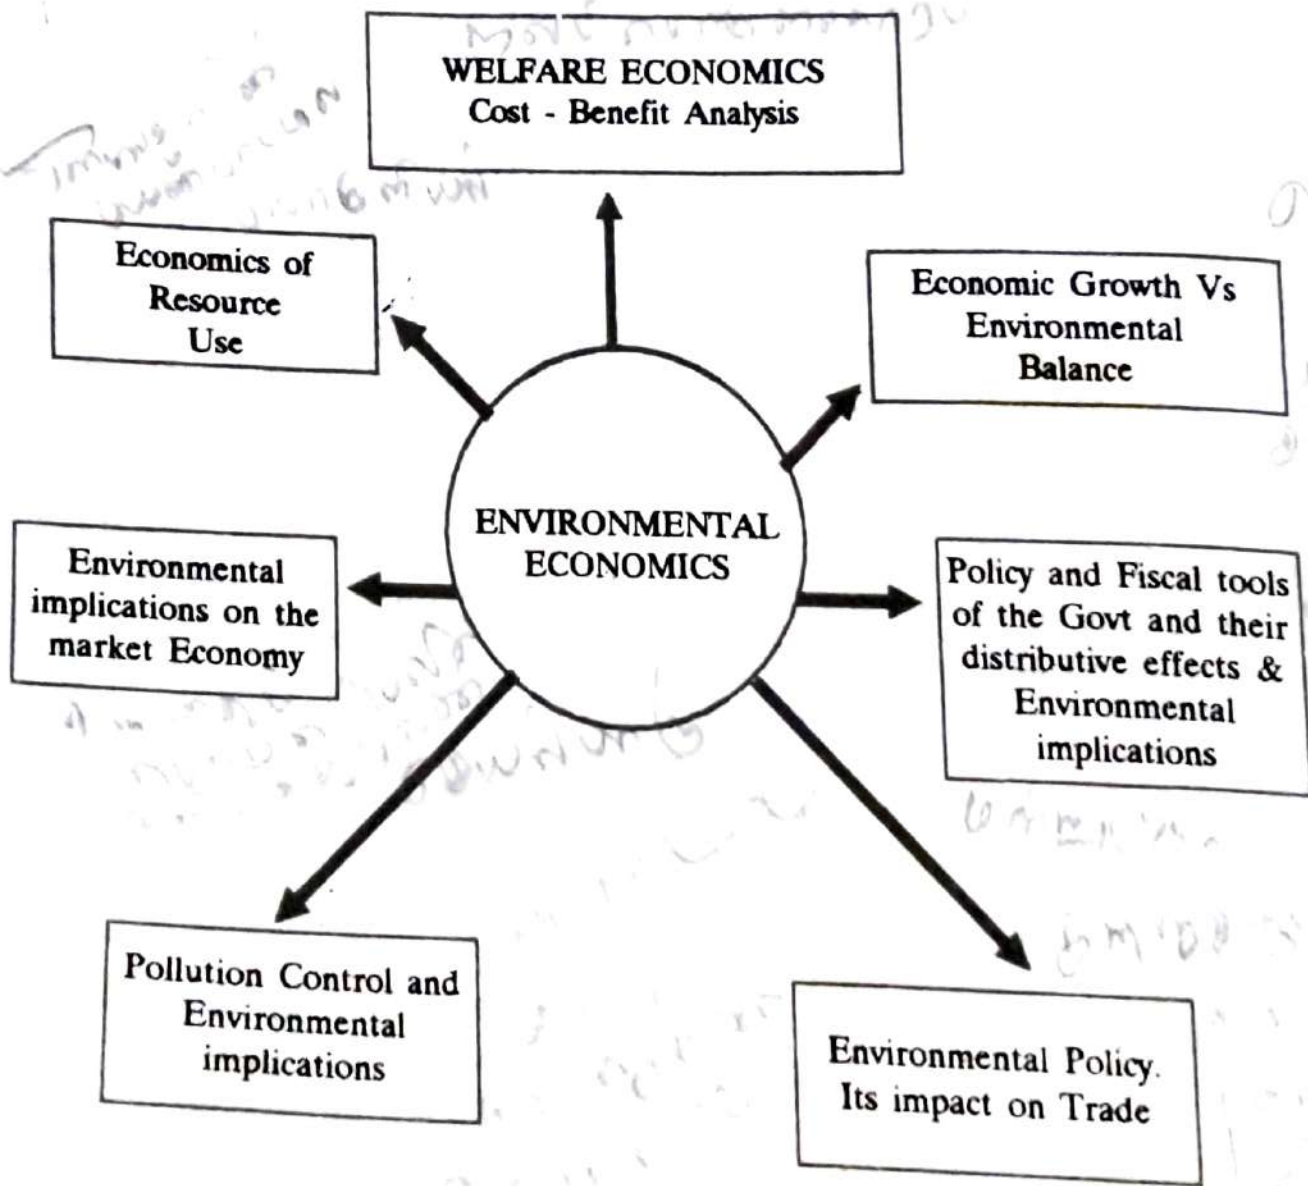 WELFARE ECONOMICS
Cost - Benefit Analysis
Economics of
Resource
Use
Economic Growth Vs
Environmental
Balance
ENVIRONMENTAL
ECONOMICS
Environmental
implications on the
market Economy
Policy and Fiscal tools
of the Govt and their
distributive effects &
Environmental
implications
Pollution Control and
Environmental
implications
Environmental Policy.
Its impact on Trade